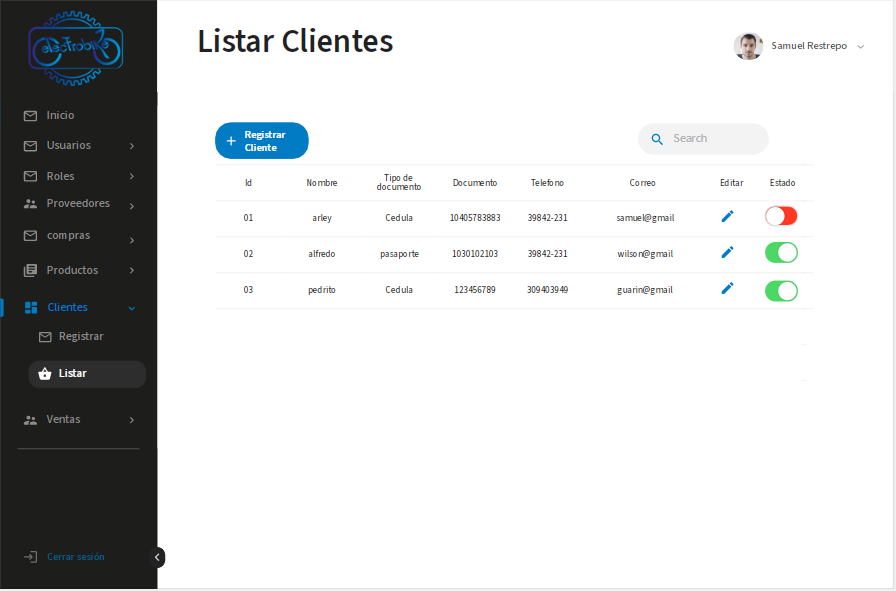 electrobike
Listar Clientes
Samuel Restrepo
Inicio
Usuarios
Roles
Proveedores
compras
Productos
Clientes
Registrar
Listar
Ventas
Cerrar sesión
Registrar
Cliente
Search
Id Nombre Tipo de documento Documento Telefono Correo Editar Estado
01 arley Cedula 10405783883 39842-231 samuel@gmail
02 alfredo pasaporte 1030102103 39842-231 wilson@gmail
03 pedrito Cedula 123456789 309403949 guarin@gmail